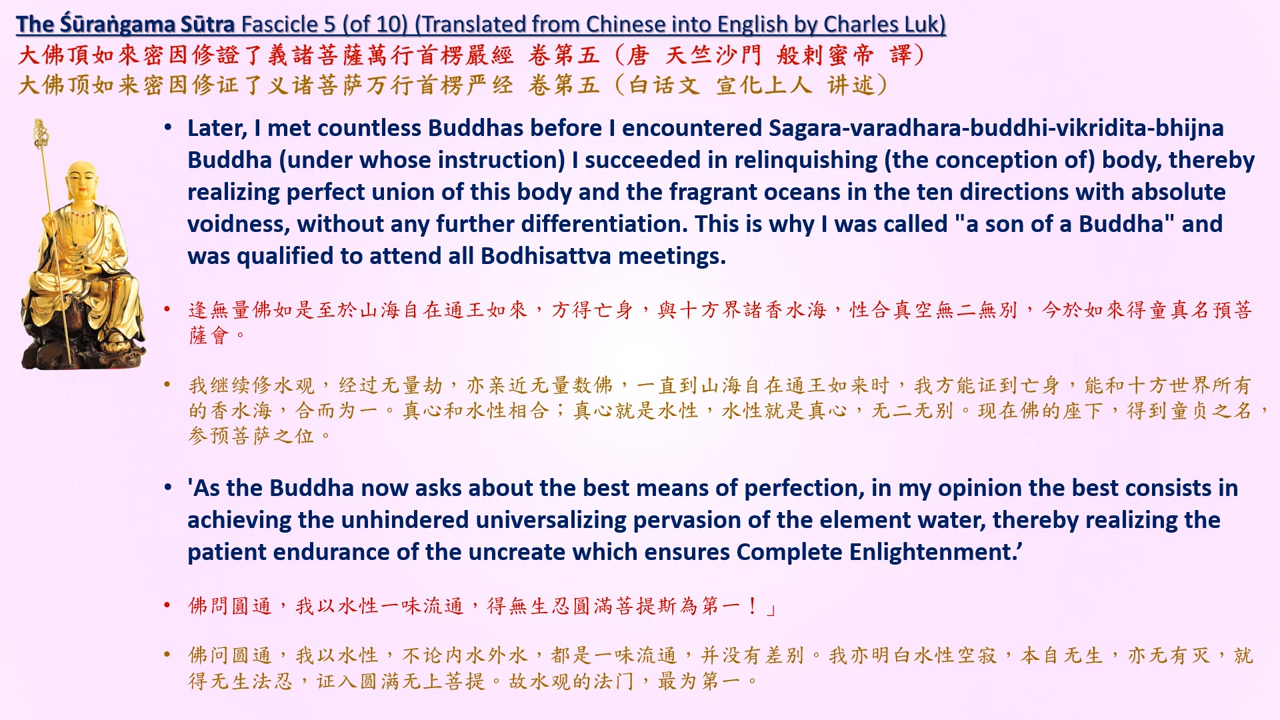 The Śūraṅgama Sūtra Fascicle 5 (of 10) (Translated from Chinese into English by Charles Luk)
大佛頂如來密因修證了義諸菩薩萬行首楞嚴經 卷第五（唐 天竺沙門 般剌蜜帝 譯）
大佛顶如来密因修证了义诸菩萨万行首楞严经 卷第五（白话文 宣化上人 讲述）
• Later, I met countless Buddhas before I encountered Sagara-varadhara-buddhi-vikridita-bhijna
Buddha (under whose instruction) I succeeded in relinquishing (the conception of) body, thereby
realizing perfect union of this body and the fragrant oceans in the ten directions with absolute
voidness, without any further differentiation. This is why I was called "a son of a Buddha" and
was qualified to attend all Bodhisattva meetings.
• 逢無量佛如是至於山海自在通王如來，方得亡身，與十方界諸香水海，性合真空無二無別，今於如來得童真名預菩
薩會。
• 我继续修水观，经过无量劫，亦亲近无量数佛，一直到山海自在通王如来时，我方能证到亡身，能和十方世界所有
的香水海，合而为一。真心和水性相合；真心就是水性，水性就是真心，无二无别。现在佛的座下，得到童贞之名，
参预菩萨之位。
• 'As the Buddha now asks about the best means of perfection, in my opinion the best consists in
achieving the unhindered universalizing pervasion of the element water, thereby realizing the
patient endurance of the uncreate which ensures Complete Enlightenment.’
• 佛問圓通，我以水性一味流通，得無生忍圓滿菩提斯為第一！」
• 佛问圆通，我以水性，不论内水外水，都是一味流通，并没有差别。我亦明白水性空寂，本自无生，亦无有灭，就
得无生法忍，证入圆满无上菩提。故水观的法门，最为第一。